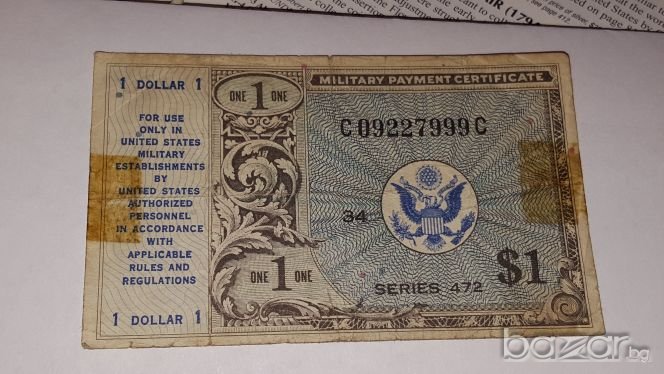 MILITARY PAYMENT CERTIFICATE
1 DOLLAR 1
ONE 1 ONE
C09227999C
FOR USE
ONLY IN
UNITED STATES
MILITARY
ESTABLISHMENTS
BY
UNITED STATES
AUTHORIZED
PERSONNEL
IN ACCORDANCE
WITH
APPLICABLE
RULES AND
REGULATIONS
34
ONE 1 ONE
$1
SERIES 472
1 DOLLAR 1
bazar.bg